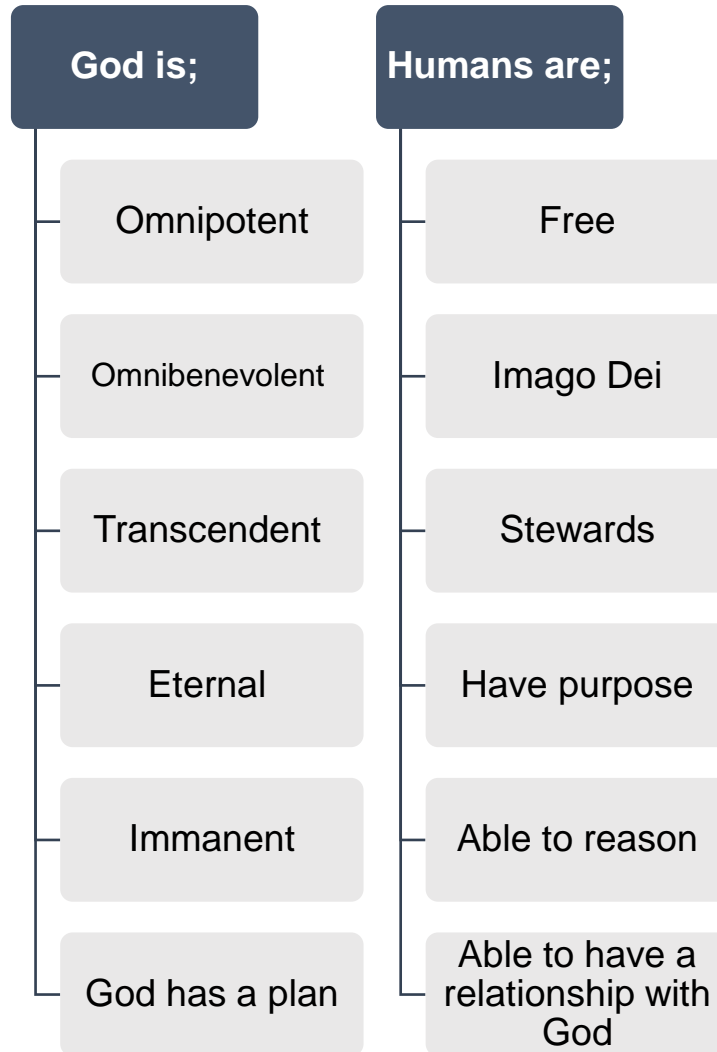 God is;
Omnipotent
Omnibenevolent
Transcendent
Eternal
Immanent
God has a plan
Humans are;
Free
Imago Dei
Stewards
Have purpose
Able to reason
Able to have a
relationship with
God